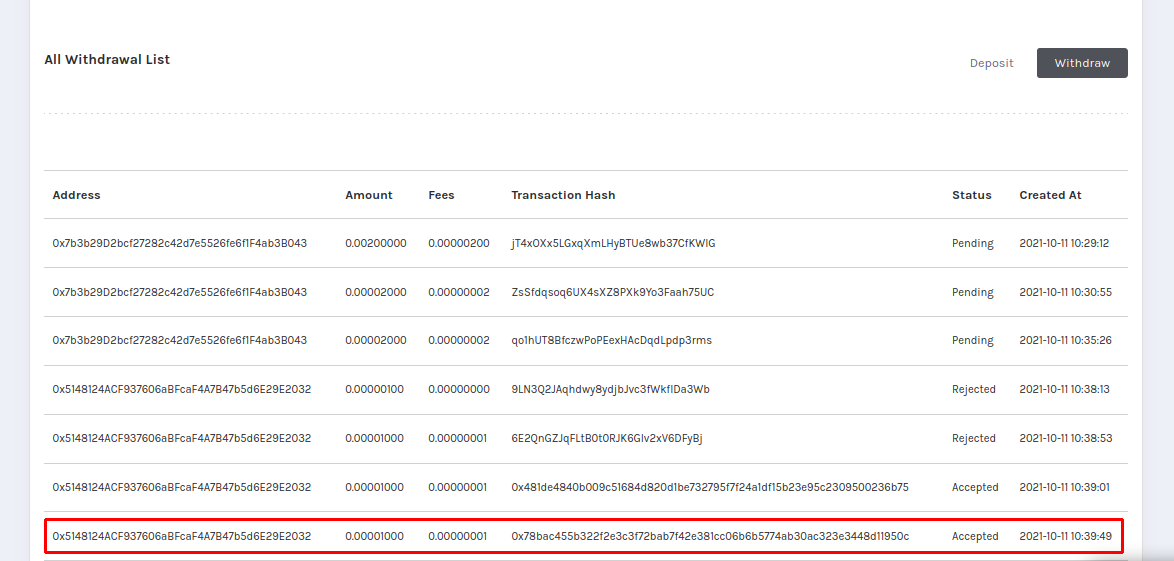 All Withdrawal List
Deposit Withdraw
Address Amount Fees Transaction Hash Status Created At
0x7b3b29D2bcf27282c42d7e5526fe6f1F4ab3B043 0.00200000 0.00000200 jT4xOXx5LGxqXmLHyBTUe8wb37CfKWlG Pending 2021-10-11 10:29:12
0x7b3b29D2bcf27282c42d7e5526fe6f1F4ab3B043 0.00002000 0.00000002 ZsSfdqsoq6UX4sXZ8PXk9Yo3Faah75UC Pending 2021-10-11 10:30:55
0x7b3b29D2bcf27282c42d7e5526fe6f1F4ab3B043 0.00002000 0.00000002 qo1hUT8BfczwPoPEexHAcDqdLpdp3rms Pending 2021-10-11 10:35:26
0x5148124ACF937606aBFcaF4A7B47b5d6E29E2032 0.00000100 0.00000000 9LN3Q2JAqhdwy8ydjbJvc3fWkflDa3Wb Rejected 2021-10-11 10:38:13
0x5148124ACF937606aBFcaF4A7B47b5d6E29E2032 0.00001000 0.00000001 6E2QnGZJqFLtB0t0RJK6GIv2xV6DFyBj Rejected 2021-10-11 10:38:53
0x5148124ACF937606aBFcaF4A7B47b5d6E29E2032 0.00001000 0.00000001 0x481de4840b009c51684d820d1be732795f7f24a1df15b23e95c2309500236b75 Accepted 2021-10-11 10:39:01
0x5148124ACF937606aBFcaF4A7B47b5d6E29E2032 0.00001000 0.00000001 0x78bac455b322f2e3c3f72bab7f42e381cc06b6b5774ab30ac323e3448d11950c Accepted 2021-10-11 10:39:49